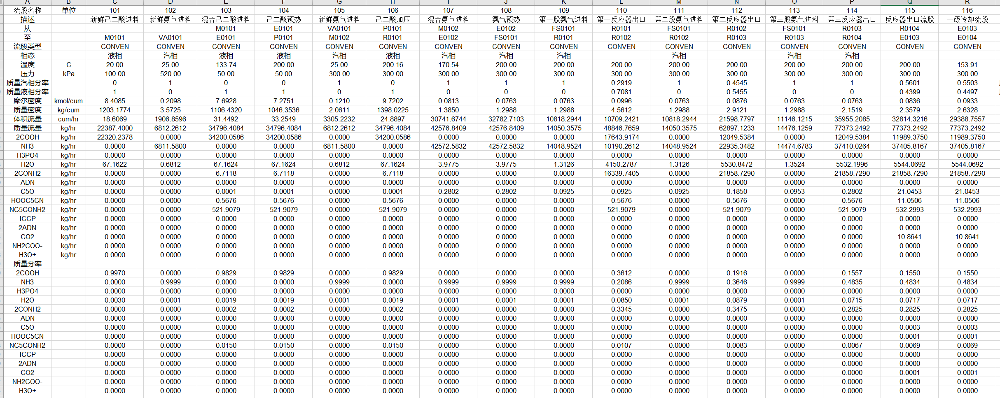 A B C D E F G H I J K L M N O P Q R
流股名称 单位 101 102 103 104 105 106 107 108 109 110 111 112 113 114 115 116
描述 新鲜己二酸进料 新鲜氨气进料 混合己二酸进料 己二酸预热 新鲜氨气进料 己二酸加压 混合氨气进料 氨气预热 第一股氨气进料 第一反应器出口 第二股氨气进料 第二反应器出口 第三股氨气进料 第三反应器出口 反应器出口流股 一级冷却流股
从 M0101 E0101 VA0101 P0101 M0102 E0102 FS0101 R0101 FS0101 R0102 FS0101 R0103 R0104 E0103
至 M0101 VA0101 E0101 P0101 M0102 R0101 E0102 FS0101 R0101 R0102 R0102 R0103 R0103 R0104 E0103 E0104
流股类型 CONVEN CONVEN CONVEN CONVEN CONVEN CONVEN CONVEN CONVEN CONVEN CONVEN CONVEN CONVEN CONVEN CONVEN CONVEN CONVEN
相态 液相 汽相 液相 液相 汽相 液相 汽相 汽相 汽相 汽相 汽相 汽相
温度 C 20.00 25.00 133.74 200.00 25.00 200.16 170.54 200.00 200.00 200.00 200.00 200.00 200.00 200.00 200.00 153.91
压力 kPa 100.00 520.00 50.00 50.00 300.00 300.00 300.00 300.00 300.00 300.00 300.00 300.00 300.00 300.00 300.00 300.00
质量汽相分率 0 1 0 0 1 0 1 1 1 0.2919 1 0.4545 1 1 0.5601 0.5503
质量液相分率 1 0 1 1 0 1 0 0 0 0.7081 0 0.5455 0 0 0.4399 0.4497
摩尔密度 kmol/cum 8.4085 0.2098 7.6928 7.2751 0.1210 9.7202 0.0813 0.0763 0.0763 0.0996 0.0763 0.0876 0.0763 0.0763 0.0836 0.0933
质量密度 kg/cum 1203.1774 3.5725 1106.4320 1046.3536 2.0611 1398.0225 1.3850 1.2988 1.2988 4.5612 1.2988 2.9121 1.2988 2.1519 2.3579 2.6328
体积流量 cum/hr 18.6069 1906.8596 31.4492 33.2549 3305.2232 24.8897 30741.6744 32782.7103 10818.2944 10709.2421 10818.2944 21598.7797 11146.1215 35955.2085 32814.3216 29388.7557
质量流量 kg/hr 22387.4000 6812.2612 34796.4084 34796.4084 6812.2612 34796.4084 42576.8409 42576.8409 14050.3575 48846.7659 14050.3575 62897.1233 14476.1259 77373.2492 77373.2492 77373.2492
2COOH kg/hr 22320.2378 0.0000 34200.0586 34200.0586 0.0000 34200.0586 0.0000 0.0000 0.0000 17643.9174 0.0000 12049.5384 0.0000 12049.5384 11989.3750 11989.3750
NH3 kg/hr 0.0000 6811.5800 0.0000 0.0000 6811.5800 0.0000 42572.5832 42572.5832 14048.9524 10190.2612 14048.9524 22935.3482 14474.6783 37410.0264 37405.8167 37405.8167
H3PO4 kg/hr 0.0000 0.0000 0.0000 0.0000 0.0000 0.0000 0.0000 0.0000 0.0000 0.0000 0.0000 0.0000 0.0000 0.0000 0.0000 0.0000
H2O kg/hr 67.1622 0.6812 67.1624 67.1624 0.6812 67.1624 3.9775 3.9775 1.3126 4150.2787 1.3126 5530.8472 1.3524 5532.1996 5544.0692 5544.0692
2CONH2 kg/hr 0.0000 0.0000 6.7118 6.7118 0.0000 6.7118 0.0000 0.0000 0.0000 16339.7405 0.0000 21858.7290 0.0000 21858.7290 21858.7290 21858.7290
ADN kg/hr 0.0000 0.0000 0.0000 0.0000 0.0000 0.0000 0.0000 0.0000 0.0000 0.0000 0.0000 0.0000 0.0000 0.0000 0.0000 0.0000
C5O kg/hr 0.0000 0.0000 0.0001 0.0001 0.0000 0.0001 0.2802 0.2802 0.0925 0.0925 0.0925 0.1850 0.0953 0.2802 21.0453 21.0453
HOOC5CN kg/hr 0.0000 0.0000 0.5676 0.5676 0.0000 0.5676 0.0000 0.0000 0.0000 0.5676 0.0000 0.5676 0.0000 0.5676 11.0506 11.0506
NC5CONH2 kg/hr 0.0000 0.0000 521.9079 521.9079 0.0000 521.9079 0.0000 0.0000 0.0000 521.9079 0.0000 521.9079 0.0000 521.9079 532.2993 532.2993
ICCP kg/hr 0.0000 0.0000 0.0000 0.0000 0.0000 0.0000 0.0000 0.0000 0.0000 0.0000 0.0000 0.0000 0.0000 0.0000 0.0000 0.0000
2ADN kg/hr 0.0000 0.0000 0.0000 0.0000 0.0000 0.0000 0.0000 0.0000 0.0000 0.0000 0.0000 0.0000 0.0000 0.0000 0.0000 0.0000
CO2 kg/hr 0.0000 0.0000 0.0000 0.0000 0.0000 0.0000 0.0000 0.0000 0.0000 0.0000 0.0000 0.0000 0.0000 0.0000 10.8641 10.8641
NH2COO- kg/hr 0.0000 0.0000 0.0000 0.0000 0.0000 0.0000 0.0000 0.0000 0.0000 0.0000 0.0000 0.0000 0.0000 0.0000 0.0000 0.0000
H3O+ kg/hr 0.0000 0.0000 0.0000 0.0000 0.0000 0.0000 0.0000 0.0000 0.0000 0.0000 0.0000 0.0000 0.0000 0.0000 0.0000 0.0000
质量分率
2COOH 0.9970 0.0000 0.9829 0.9829 0.0000 0.9829 0.0000 0.0000 0.0000 0.3612 0.0000 0.1916 0.0000 0.1557 0.1550 0.1550
NH3 0.0000 0.9999 0.0000 0.0000 0.9999 0.0000 0.9999 0.9999 0.9999 0.2086 0.9999 0.3646 0.9999 0.4835 0.4834 0.4834
H3PO4 0.0000 0.0000 0.0000 0.0000 0.0000 0.0000 0.0000 0.0000 0.0000 0.0000 0.0000 0.0000 0.0000 0.0000 0.0000 0.0000
H2O 0.0030 0.0001 0.0019 0.0019 0.0001 0.0019 0.0001 0.0001 0.0001 0.0850 0.0001 0.0879 0.0001 0.0715 0.0717 0.0717
2CONH2 0.0000 0.0000 0.0002 0.0002 0.0000 0.0002 0.0000 0.0000 0.0000 0.3345 0.0000 0.3475 0.0000 0.2825 0.2825 0.2825
ADN 0.0000 0.0000 0.0000 0.0000 0.0000 0.0000 0.0000 0.0000 0.0000 0.0000 0.0000 0.0000 0.0000 0.0000 0.0000 0.0000
C5O 0.0000 0.0000 0.0000 0.0000 0.0000 0.0000 0.0000 0.0000 0.0000 0.0000 0.0000 0.0000 0.0000 0.0000 0.0003 0.0003
HOOC5CN 0.0000 0.0000 0.0000 0.0000 0.0000 0.0000 0.0000 0.0000 0.0000 0.0000 0.0000 0.0000 0.0000 0.0000 0.0001 0.0001
NC5CONH2 0.0000 0.0000 0.0150 0.0150 0.0000 0.0150 0.0000 0.0000 0.0000 0.0107 0.0000 0.0083 0.0000 0.0067 0.0069 0.0069
ICCP 0.0000 0.0000 0.0000 0.0000 0.0000 0.0000 0.0000 0.0000 0.0000 0.0000 0.0000 0.0000 0.0000 0.0000 0.0000 0.0000
2ADN 0.0000 0.0000 0.0000 0.0000 0.0000 0.0000 0.0000 0.0000 0.0000 0.0000 0.0000 0.0000 0.0000 0.0000 0.0000 0.0000
CO2 0.0000 0.0000 0.0000 0.0000 0.0000 0.0000 0.0000 0.0000 0.0000 0.0000 0.0000 0.0000 0.0000 0.0000 0.0001 0.0001
NH2COO- 0.0000 0.0000 0.0000 0.0000 0.0000 0.0000 0.0000 0.0000 0.0000 0.0000 0.0000 0.0000 0.0000 0.0000 0.0000 0.0000
H3O+ 0.0000 0.0000 0.0000 0.0000 0.0000 0.0000 0.0000 0.0000 0.0000 0.0000 0.0000 0.0000 0.0000 0.0000 0.0000 0.0000